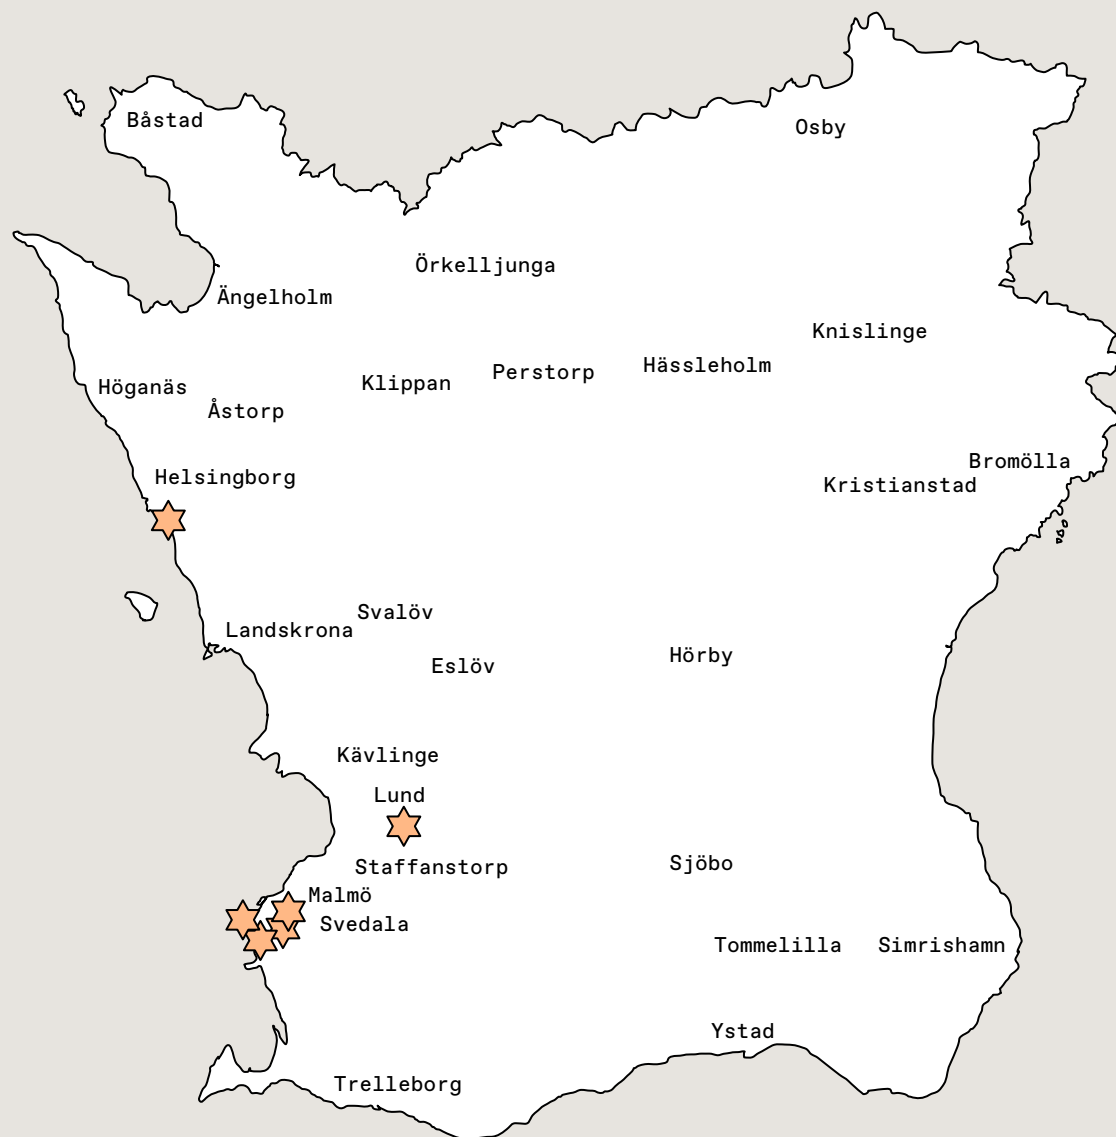 Båstad
Osby
Örkelljunga
Ängelholm
Knislinge
Hässleholm
Perstorp
Klippan
Höganäs
Åstorp
Bromölla
Helsingborg
Kristianstad
Svalöv
Landskrona
Hörby
Eslöv
Kävlinge
Lund
Sjöbo
Staffanstorp
Malmö
Svedala
Tommelilla
Simrishamn
Ystad
Trelleborg